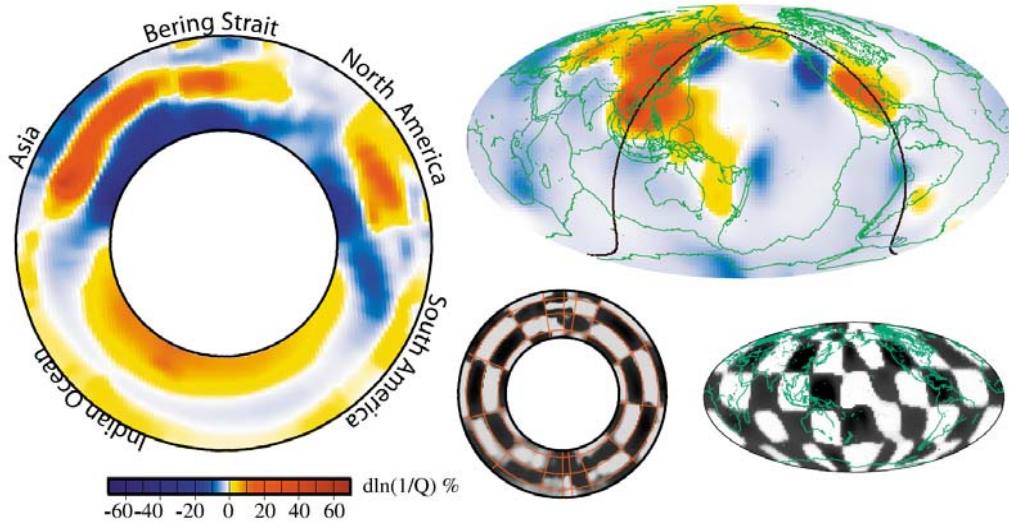 Bering Strait
North America
Asia
South America
Indian Ocean
-60 -40 -20 0 20 40 60
dln(1/Q) %